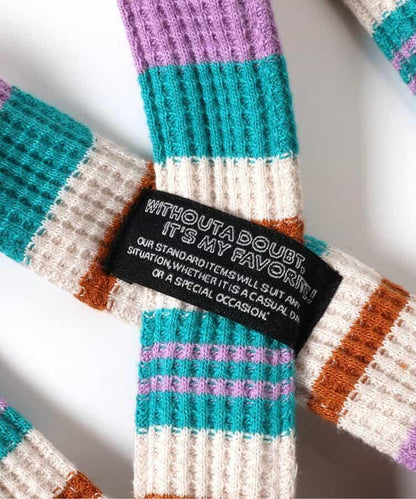 WITHOUT A DOUBT,
IT'S MY FAVORITE!
OUR STANDARD ITEMS WILL SUIT ANY
SITUATION, WHETHER IT IS A CASUAL DAY
OR A SPECIAL OCCASION.